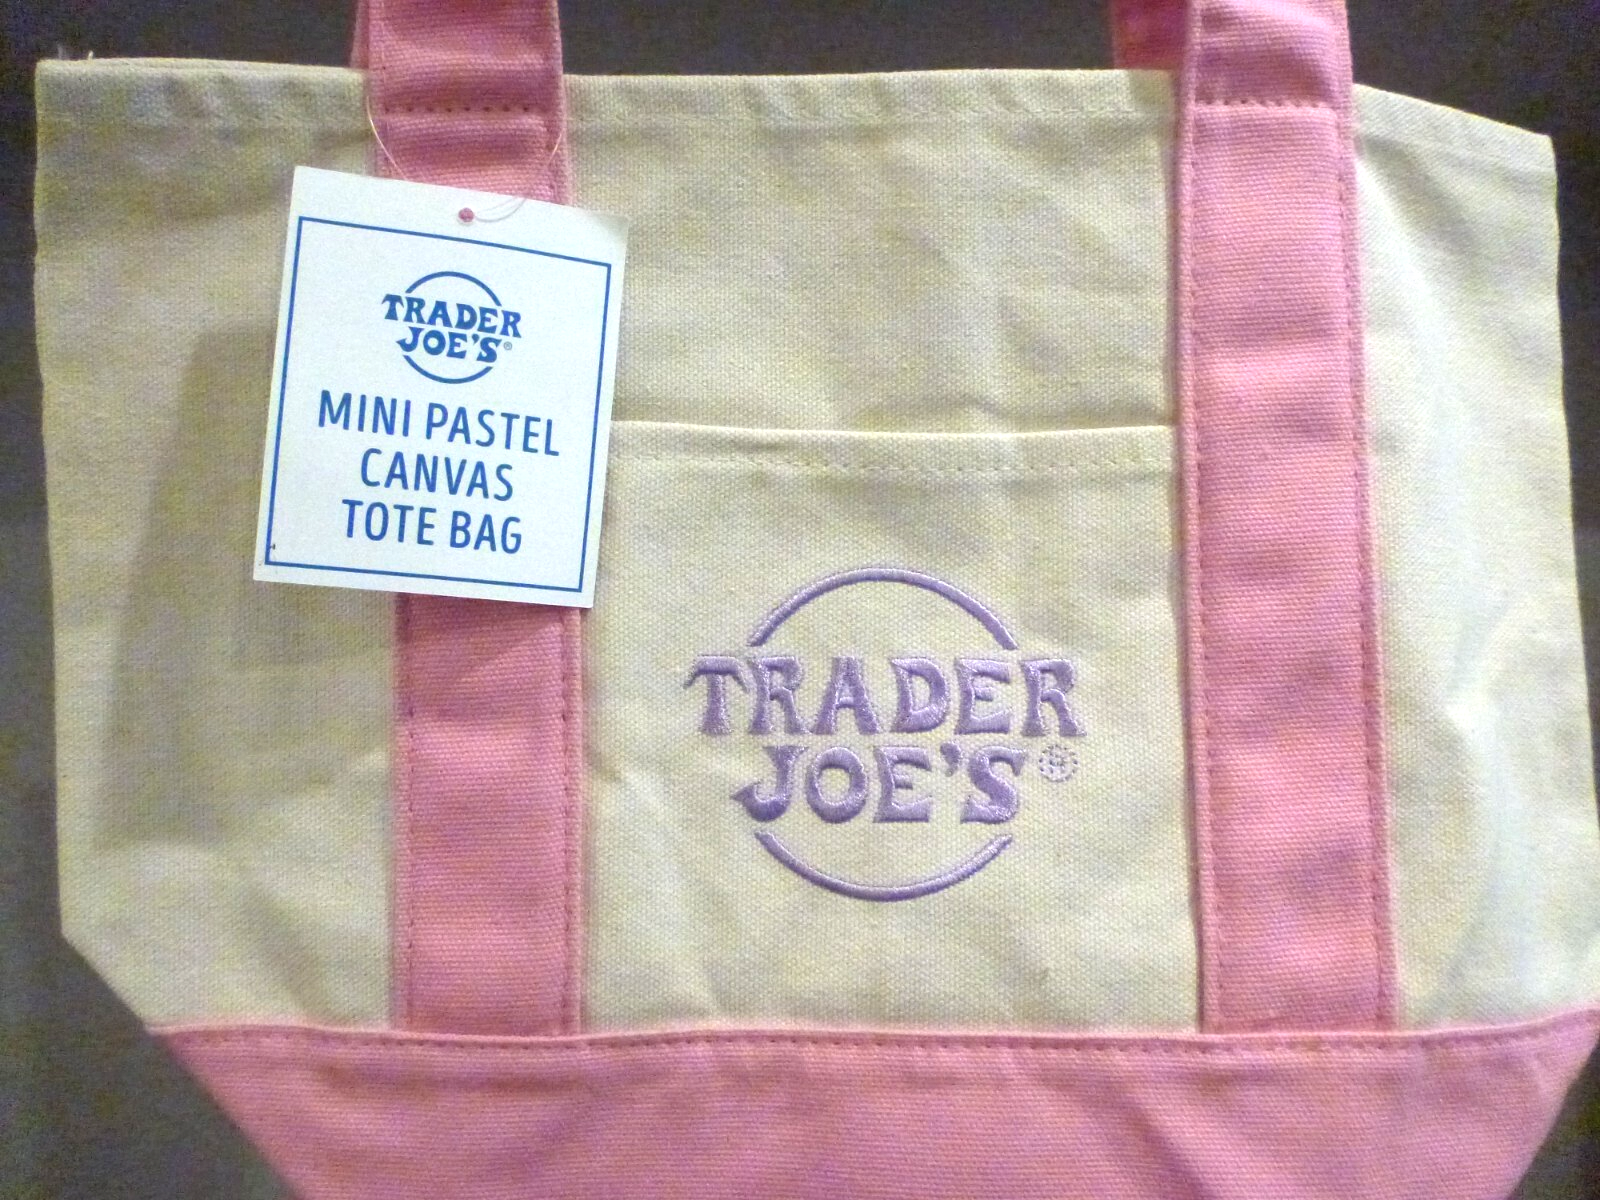 TRADER
JOE'S®
MINI PASTEL
CANVAS
TOTE BAG
TRADER
JOE'S®